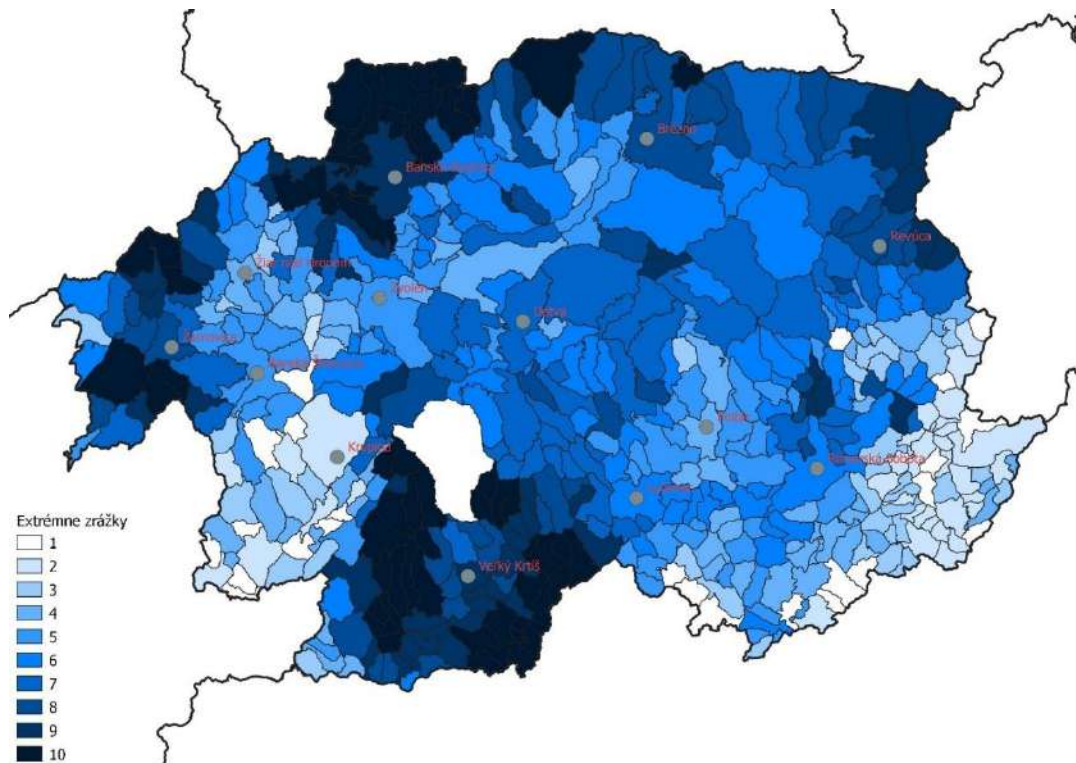 Brezno
Banská Bystrica
Revúca
Žiar nad Hronom
Zvolen
Detva
Žarnovica
Banská Štiavnica
Poltár
Krupina
Rimavská Sobota
Lučenec
Veľký Krtíš
Extrémne zrážky
1
2
3
4
5
6
7
8
9
10